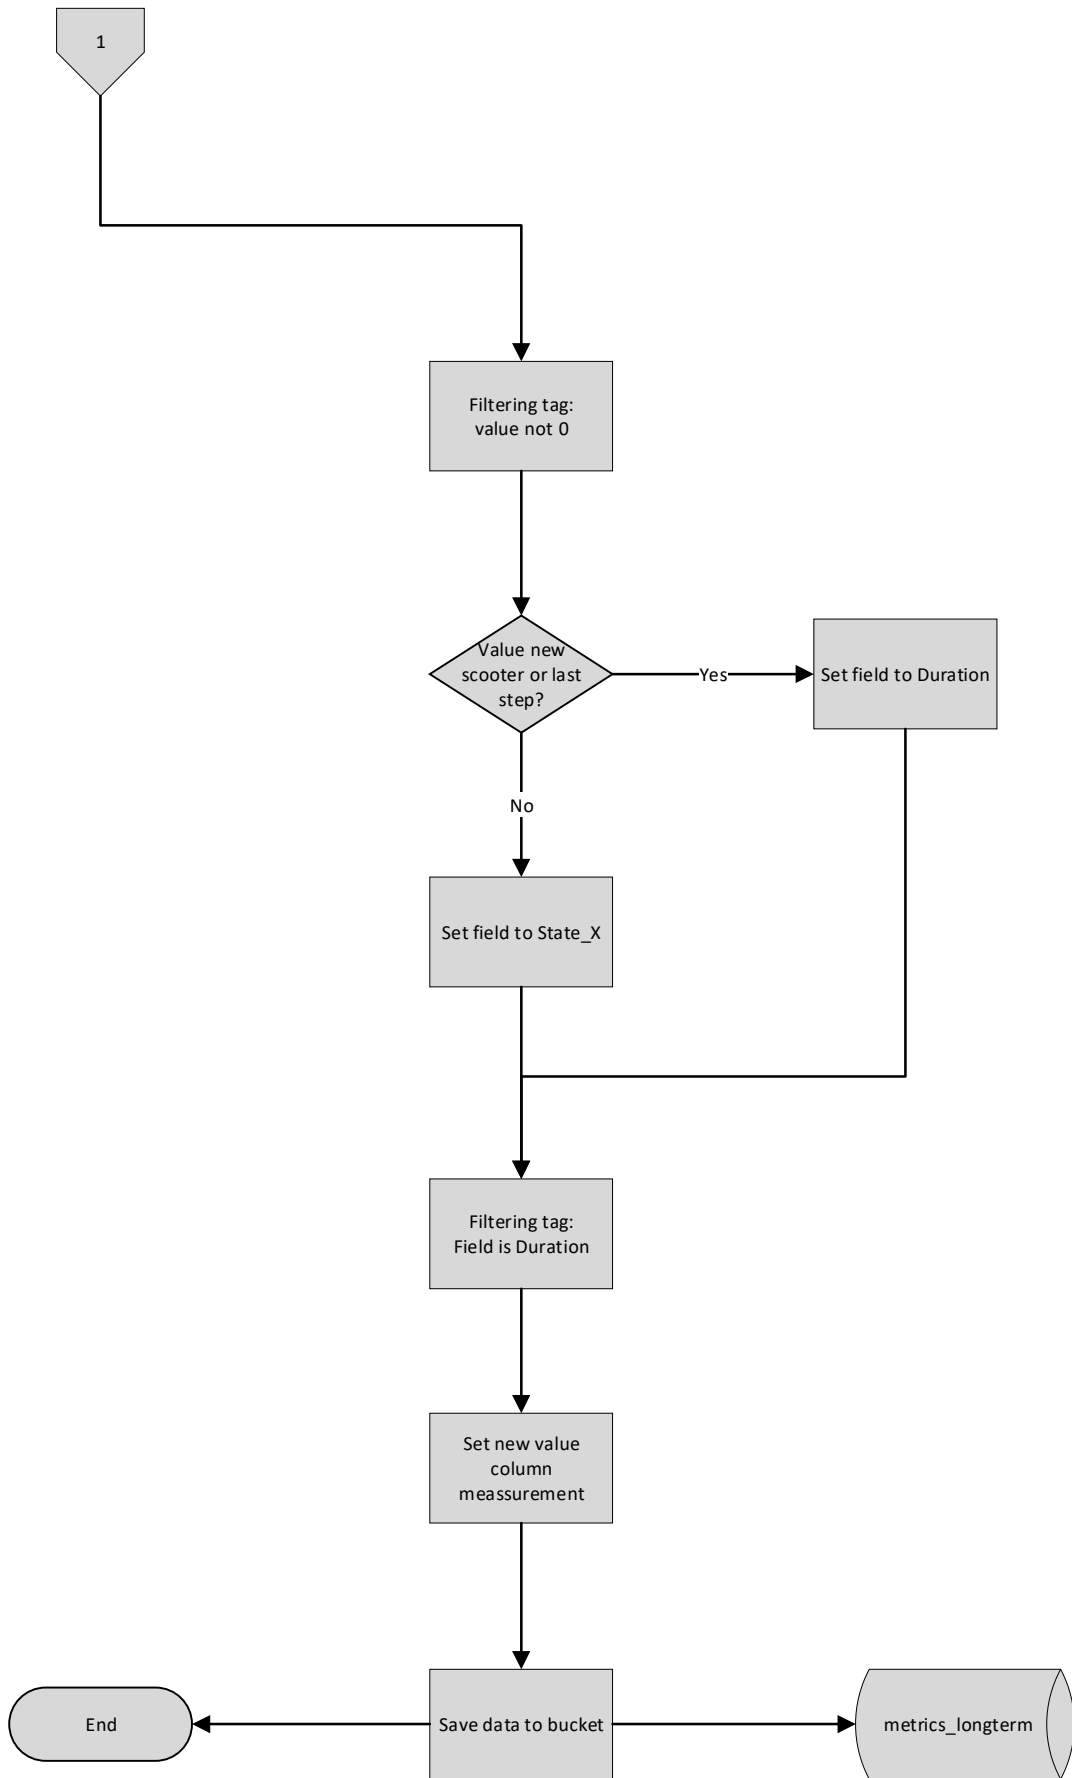 1
Filtering tag:
value not 0
Value new
scooter or last
step?
Yes
Set field to Duration
No
Set field to State_X
Filtering tag:
Field is Duration
Set new value
column
meassurement
End
Save data to bucket
metrics_longterm